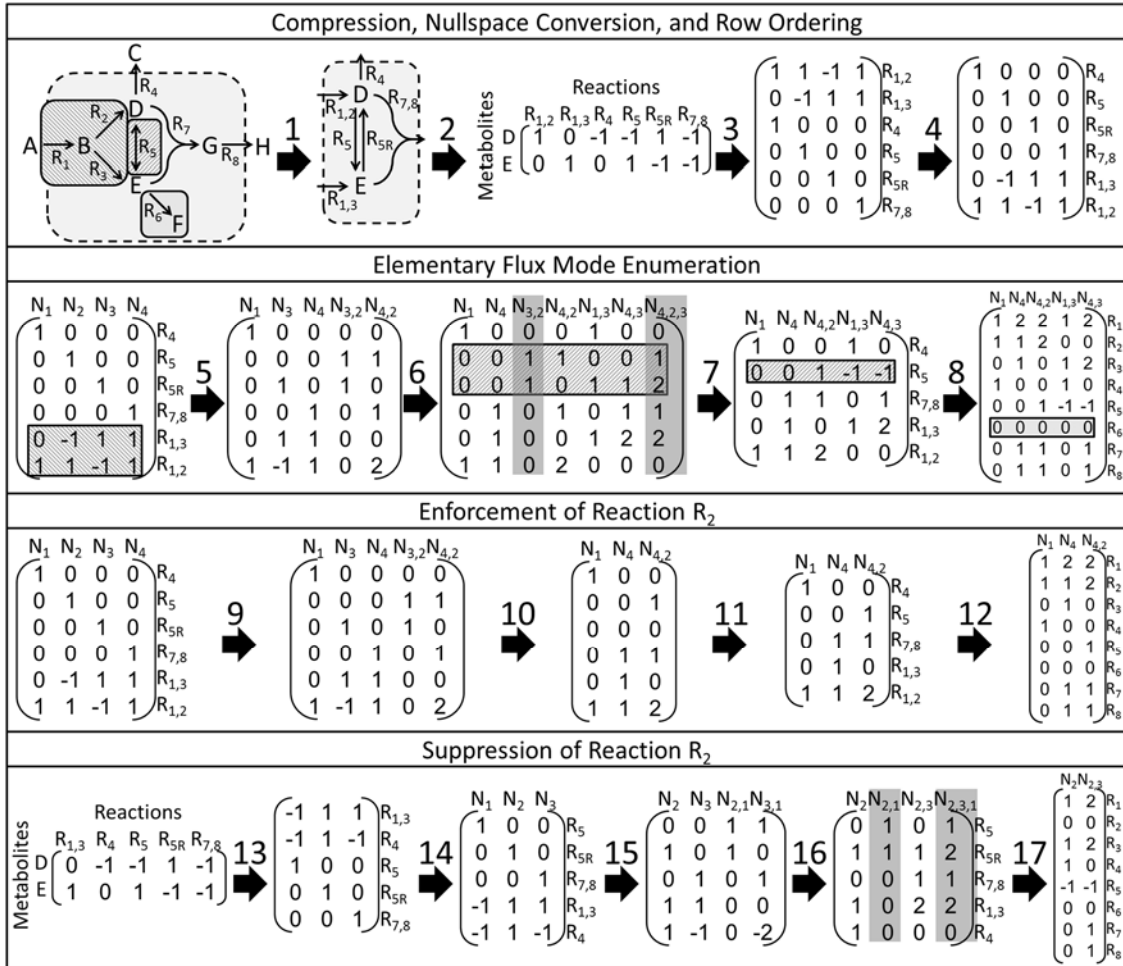 Compression, Nullspace Conversion, and Row Ordering
C
R4
D
R2
R7
A
R1
B
R5
G
R8
H
R3
E
R6
F
1
R4
D
R1,2
R7,8
R5
R5R
E
R1,3
2
Reactions
R1,2 R1,3 R4 R5 R5R R7,8
Metabolites
D 1 0 -1 -1 1 -1
E 0 1 0 1 -1 -1
3
1 1 -1 1 R1,2
0 -1 1 1 R1,3
1 0 0 0 R4
0 0 1 0
0 1 0 0 R5
0 0 1 0 R5R
0 0 0 1 R7,8
4
1 0 0 0 R4
0 1 0 0 R5
0 0 1 0 R5R
0 0 0 1 R7,8
0 -1 1 1 R1,3
1 1 -1 1 R1,2
Elementary Flux Mode Enumeration
N1 N2 N3 N4
1 0 0 0 R4
0 1 0 0 R5
0 0 1 0 R5R
0 0 0 1 R7,8
0 -1 1 1 R1,3
1 1 -1 1 R1,2
5
N1 N3 N4 N3,2 N4,2
1 0 0 0 0
0 0 0 1 1
0 1 0 1 0
0 0 1 0 1
0 1 1 0 0
1 -1 1 0 2
6
N1 N4 N3,2 N4,2 N1,3 N4,3 N4,2,3
1 0 0 0 1 0 0
0 0 1 1 0 0 1
0 0 1 0 1 1 2
0 1 0 1 0 1 1
0 1 0 0 1 2 2
1 1 0 2 0 0 0
7
N1 N4 N4,2 N1,3 N4,3
1 0 0 1 0 R4
0 0 1 -1 -1 R5
0 1 1 0 1 R7,8
0 1 0 1 2 R1,3
1 1 2 0 0 R1,2
8
N1 N4 N4,2 N1,3 N4,3
1 2 2 1 2 R1
1 1 2 0 0 R2
0 1 0 1 2 R3
1 0 0 1 0 R4
0 0 1 -1 -1 R5
0 0 0 0 0 R6
0 1 1 0 1 R7
0 1 1 0 1 R8
Enforcement of Reaction R2
N1 N2 N3 N4
1 0 0 0 R4
0 1 0 0 R5
0 0 1 0 R5R
0 0 0 1 R7,8
0 -1 1 1 R1,3
1 1 -1 1 R1,2
9
N1 N3 N4 N3,2 N4,2
1 0 0 0 0
0 0 0 1 1
0 1 0 1 0
0 0 1 0 1
0 1 1 0 0
1 -1 1 0 2
10
N1 N4 N4,2
1 0 0
0 0 1
0 0 0
0 1 1
0 1 0
1 1 2
11
N1 N4 N4,2
1 0 0 R4
0 0 1 R5
0 1 1 R7,8
0 1 0 R1,3
1 1 2 R1,2
12
N1 N4 N4,2
1 2 2 R1
1 1 2 R2
0 1 0 R3
1 0 0 R4
0 0 1 R5
0 0 0 R6
0 1 1 R7
0 1 1 R8
Suppression of Reaction R2
Reactions
R1,3 R4 R5 R5R R7,8
Metabolites
D 0 -1 -1 1 -1
E 1 0 1 -1 -1
13
-1 1 1 R1,3
-1 1 -1 R4
1 0 0 R5
0 1 0 R5R
0 0 1 R7,8
14
N1 N2 N3
1 0 0 R5
0 1 0 R5R
0 0 1 R7,8
-1 1 1 R1,3
-1 1 -1 R4
15
N2 N3 N2,1 N3,1
0 0 1 1
1 0 1 0
0 1 0 1
1 1 0 0
1 -1 0 -2
16
N2 N2,1 N2,3 N2,3,1
0 1 0 1 R5
1 1 1 2 R5R
0 0 1 1 R7,8
1 0 2 2 R1,3
1 0 0 0 R4
17
N2 N2,3
1 2 R1
0 0 R2
1 2 R3
1 0 R4
-1 -1 R5
0 0 R6
0 1 R7
0 1 R8